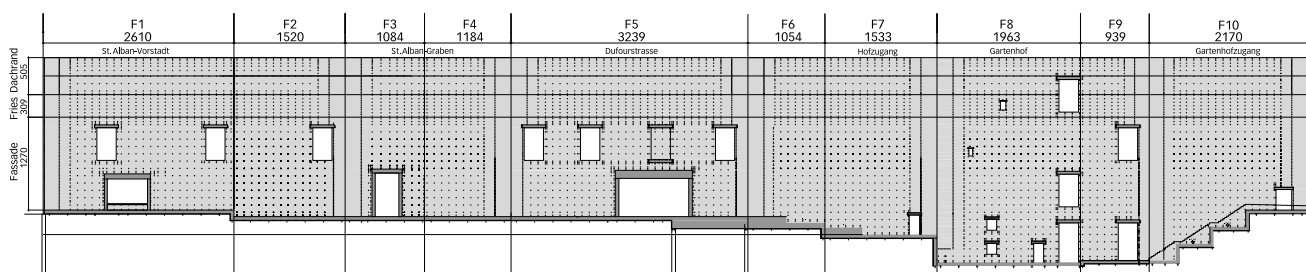 F1 F2 F3 F4 F5 F6 F7 F8 F9 F10
2610 1520 1084 1184 3239 1054 1533 1963 939 2170
St. Alban-Vorstadt St. Alban-Graben Dufourstrasse Hofzugang Gartenhof Gartenhofzugang
Dachrand
505
Fries
309
Fassade
1270